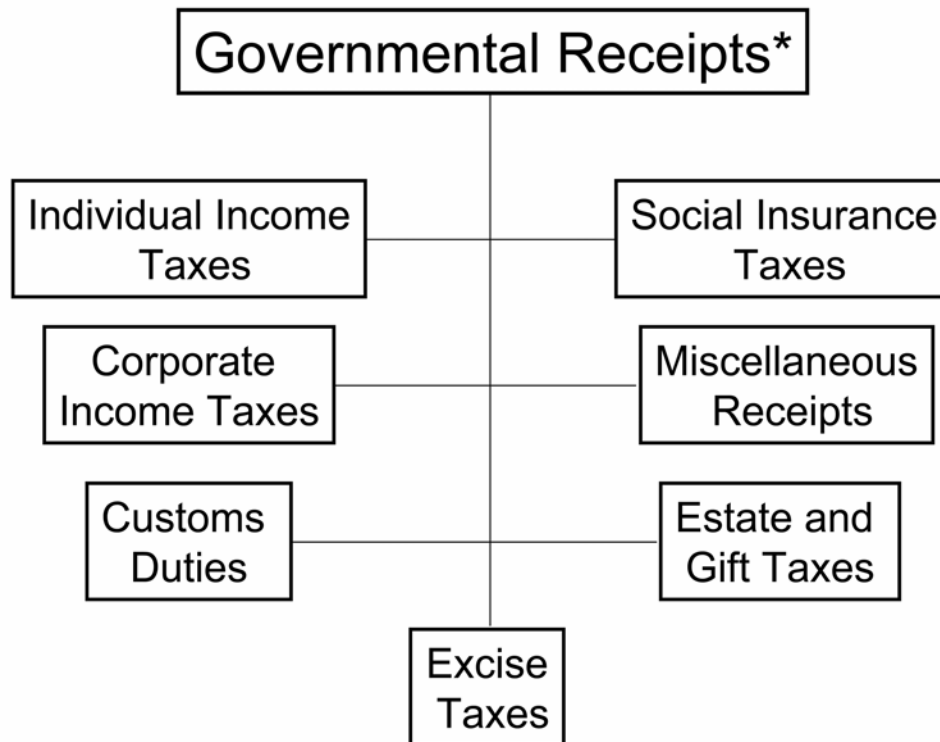 Governmental Receipts*
Individual Income
Taxes
Social Insurance
Taxes
Corporate
Income Taxes
Miscellaneous
Receipts
Customs
Duties
Estate and
Gift Taxes
Excise
Taxes